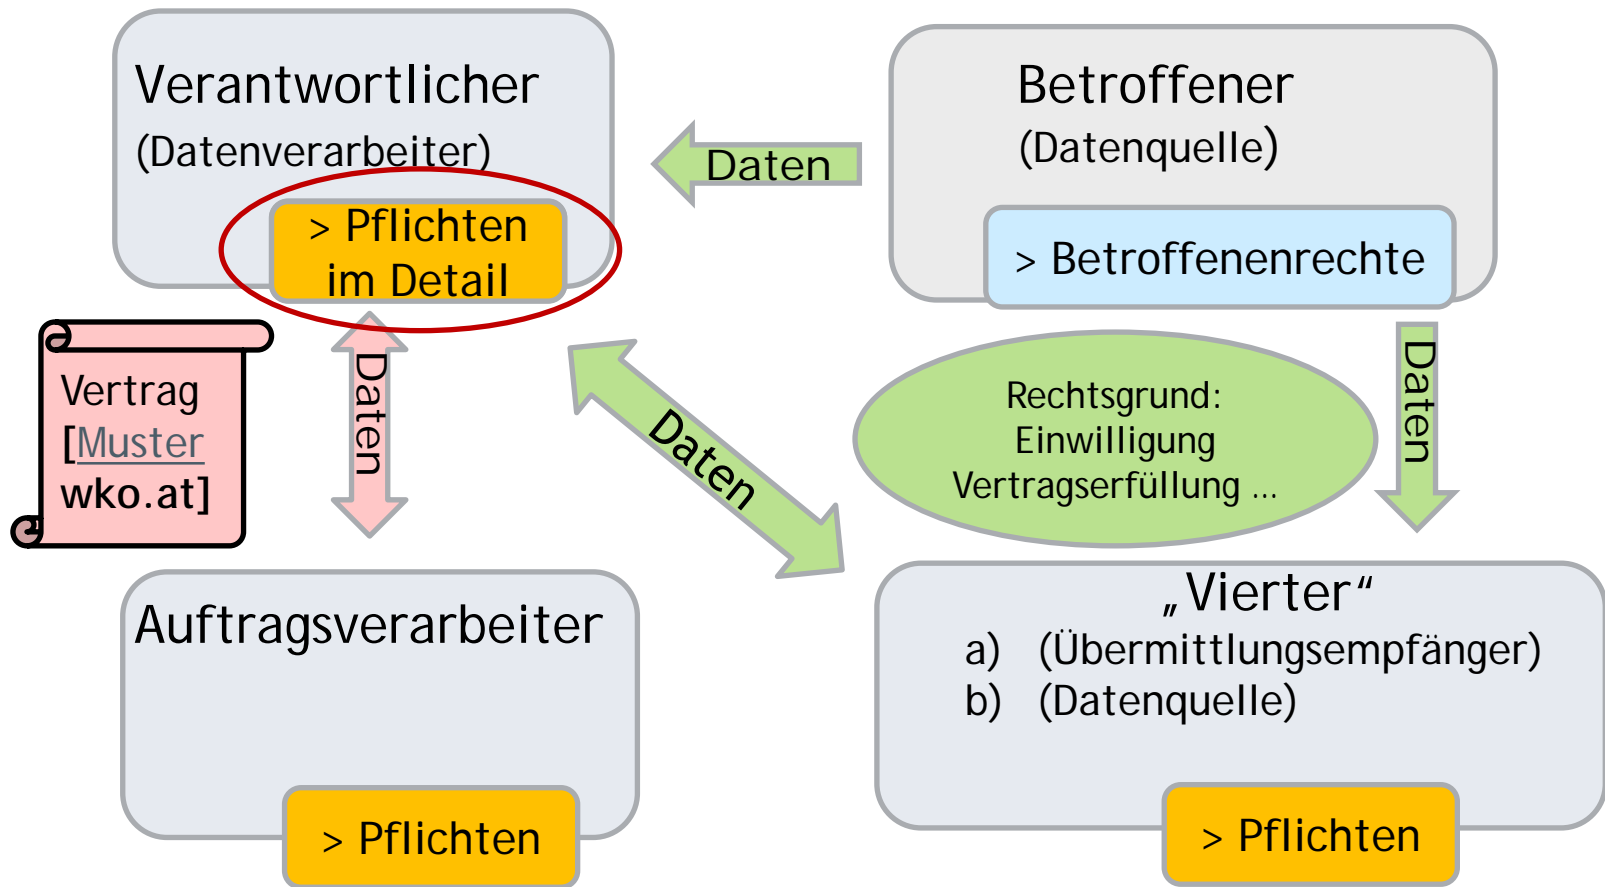 Verantwortlicher
(Datenverarbeiter)
> Pflichten
im Detail
Daten
Betroffener
(Datenquelle)
> Betroffenenrechte
Vertrag
[Muster
wko.at]
Daten
Daten
Rechtsgrund:
Einwilligung
Vertragserfüllung ...
Daten
Auftragsverarbeiter
> Pflichten
„Vierter“
a) (Übermittlungsempfänger)
b) (Datenquelle)
> Pflichten